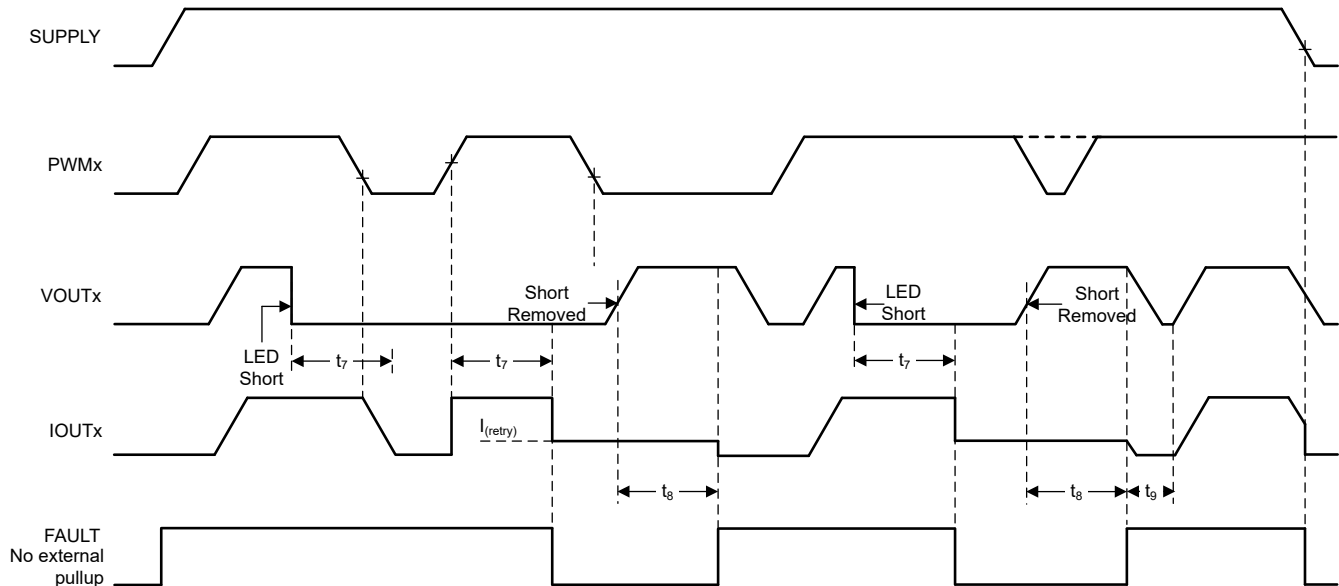 SUPPLY
PWMx
VOUTx
LED
Short
t7
t7
Short
Removed
LED
Short
t7
Short
Removed
IOUTx
I(retry)
t8
t8
t9
FAULT
No external
pullup